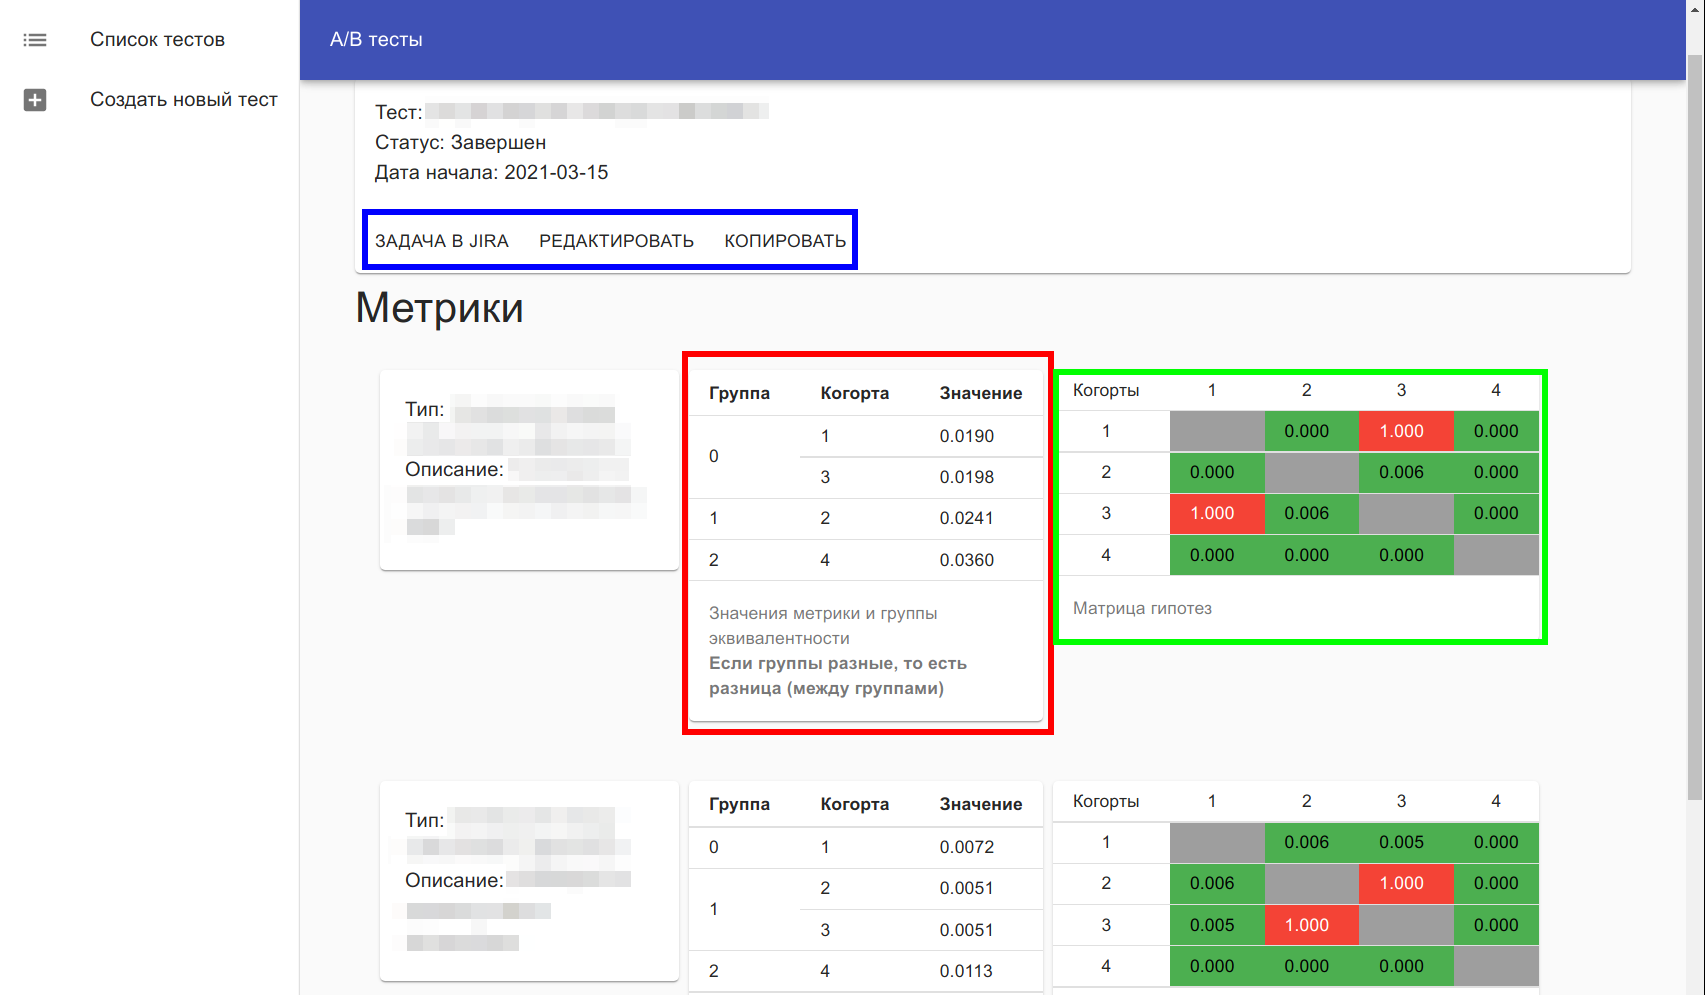 Список тестов
Создать новый тест
A/B тесты
Тест:
Статус: Завершен
Дата начала: 2021-03-15
ЗАДАЧА В JIRA РЕДАКТИРОВАТЬ КОПИРОВАТЬ
Метрики
Тип:
Описание:
Группа Когорта Значение
0 1 0.0190
3 0.0198
1 2 0.0241
2 4 0.0360
Значения метрики и группы
эквивалентности
Если группы разные, то есть
разница (между группами)
Когорты 1 2 3 4
1 0.000 1.000 0.000
2 0.000 0.006 0.000
3 1.000 0.006 0.000
4 0.000 0.000 0.000
Матрица гипотез
Тип:
Описание:
Группа Когорта Значение
0 1 0.0072
1 2 0.0051
3 0.0051
2 4 0.0113
Когорты 1 2 3 4
1 0.006 0.005 0.000
2 0.006 1.000 0.000
3 0.005 1.000 0.000
4 0.000 0.000 0.000